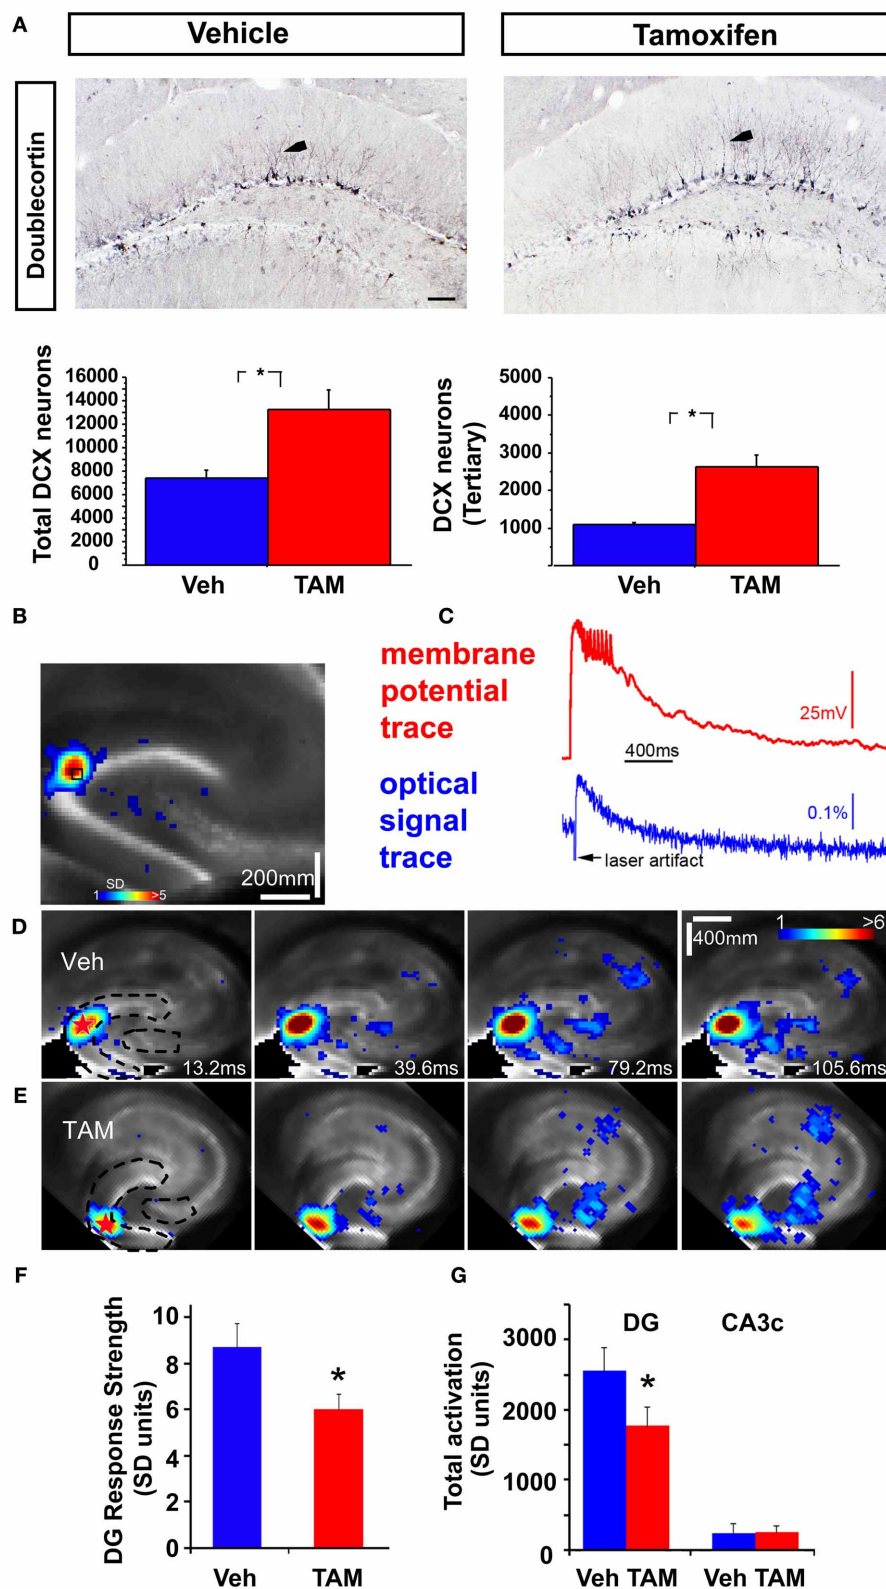 A
Vehicle
Tamoxifen
Doublecortin
Total DCX neurons
16000
14000
12000
10000
8000
6000
4000
2000
0
*
Veh
TAM
DCX neurons
(Tertiary)
5000
4000
3000
2000
1000
*
Veh
TAM
B
SD
1
>5
200mm
C
membrane
potential
trace
25mV
400ms
optical
signal
trace
0.1%
laser artifact
D
Veh
13.2ms
39.6ms
79.2ms
105.6ms
1
>6
400mm
E
TAM
F
DG Response Strength
(SD units)
10
8
6
4
2
0
*
Veh
TAM
G
Total activation
(SD units)
3000
2000
1000
0
DG
CA3c
*
Veh TAM
Veh TAM